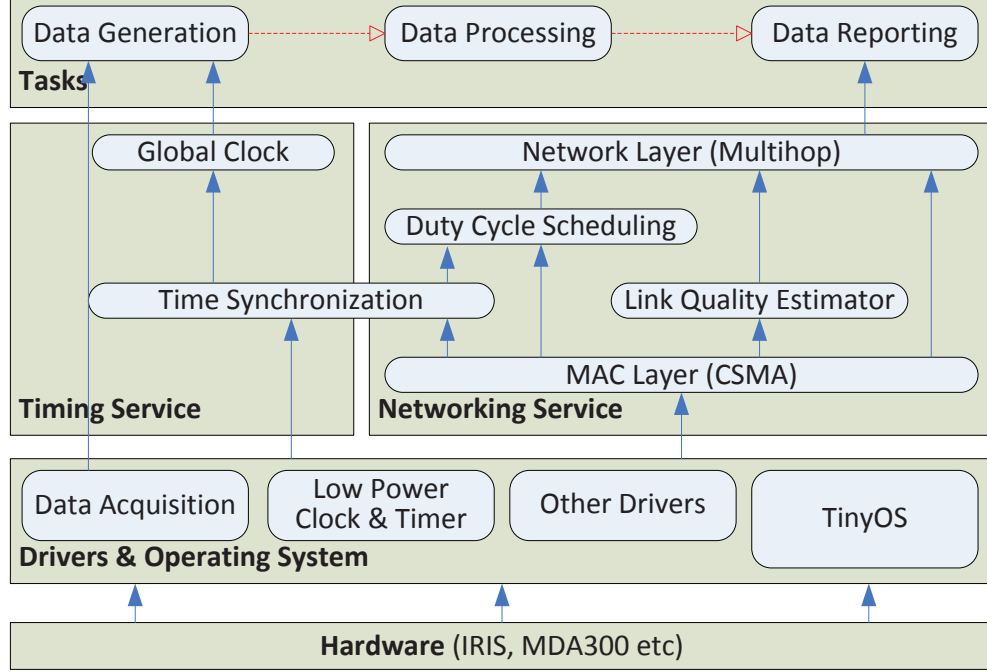 Data Generation
Data Processing
Data Reporting
Tasks
Global Clock
Network Layer (Multihop)
Duty Cycle Scheduling
Time Synchronization
Link Quality Estimator
MAC Layer (CSMA)
Timing Service
Networking Service
Data Acquisition
Low Power
Clock & Timer
Other Drivers
TinyOS
Drivers & Operating System
Hardware (IRIS, MDA300 etc)